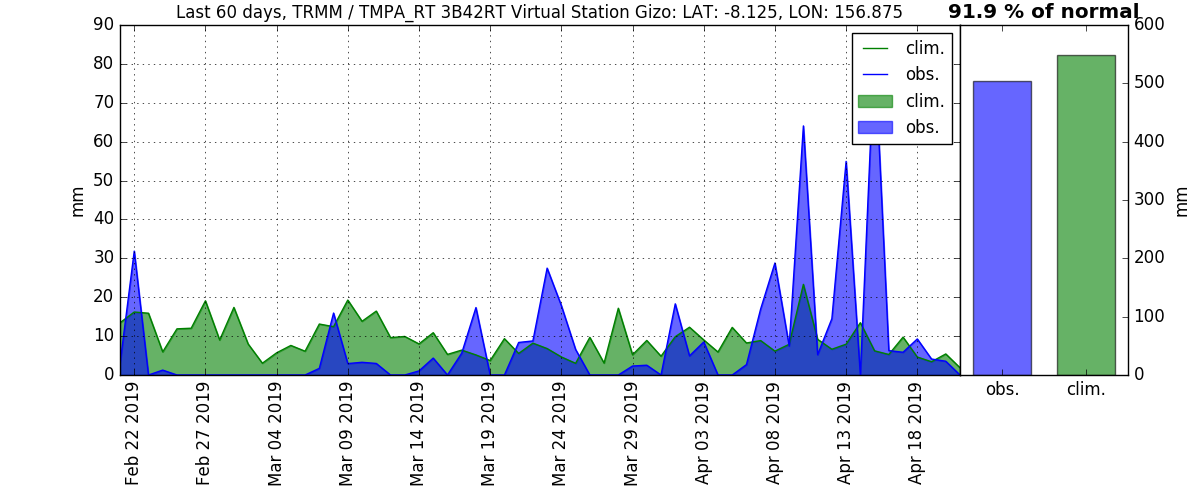 Last 60 days, TRMM / TMPA_RT 3B42RT Virtual Station Gizo: LAT: -8.125, LON: 156.875
91.9 % of normal
90
80
70
60
50
40
30
20
10
0
mm
clim.
obs.
clim.
obs.
600
500
400
300
200
100
0
mm
obs.
clim.
Feb 22 2019
Feb 27 2019
Mar 04 2019
Mar 09 2019
Mar 14 2019
Mar 19 2019
Mar 24 2019
Mar 29 2019
Apr 03 2019
Apr 08 2019
Apr 13 2019
Apr 18 2019